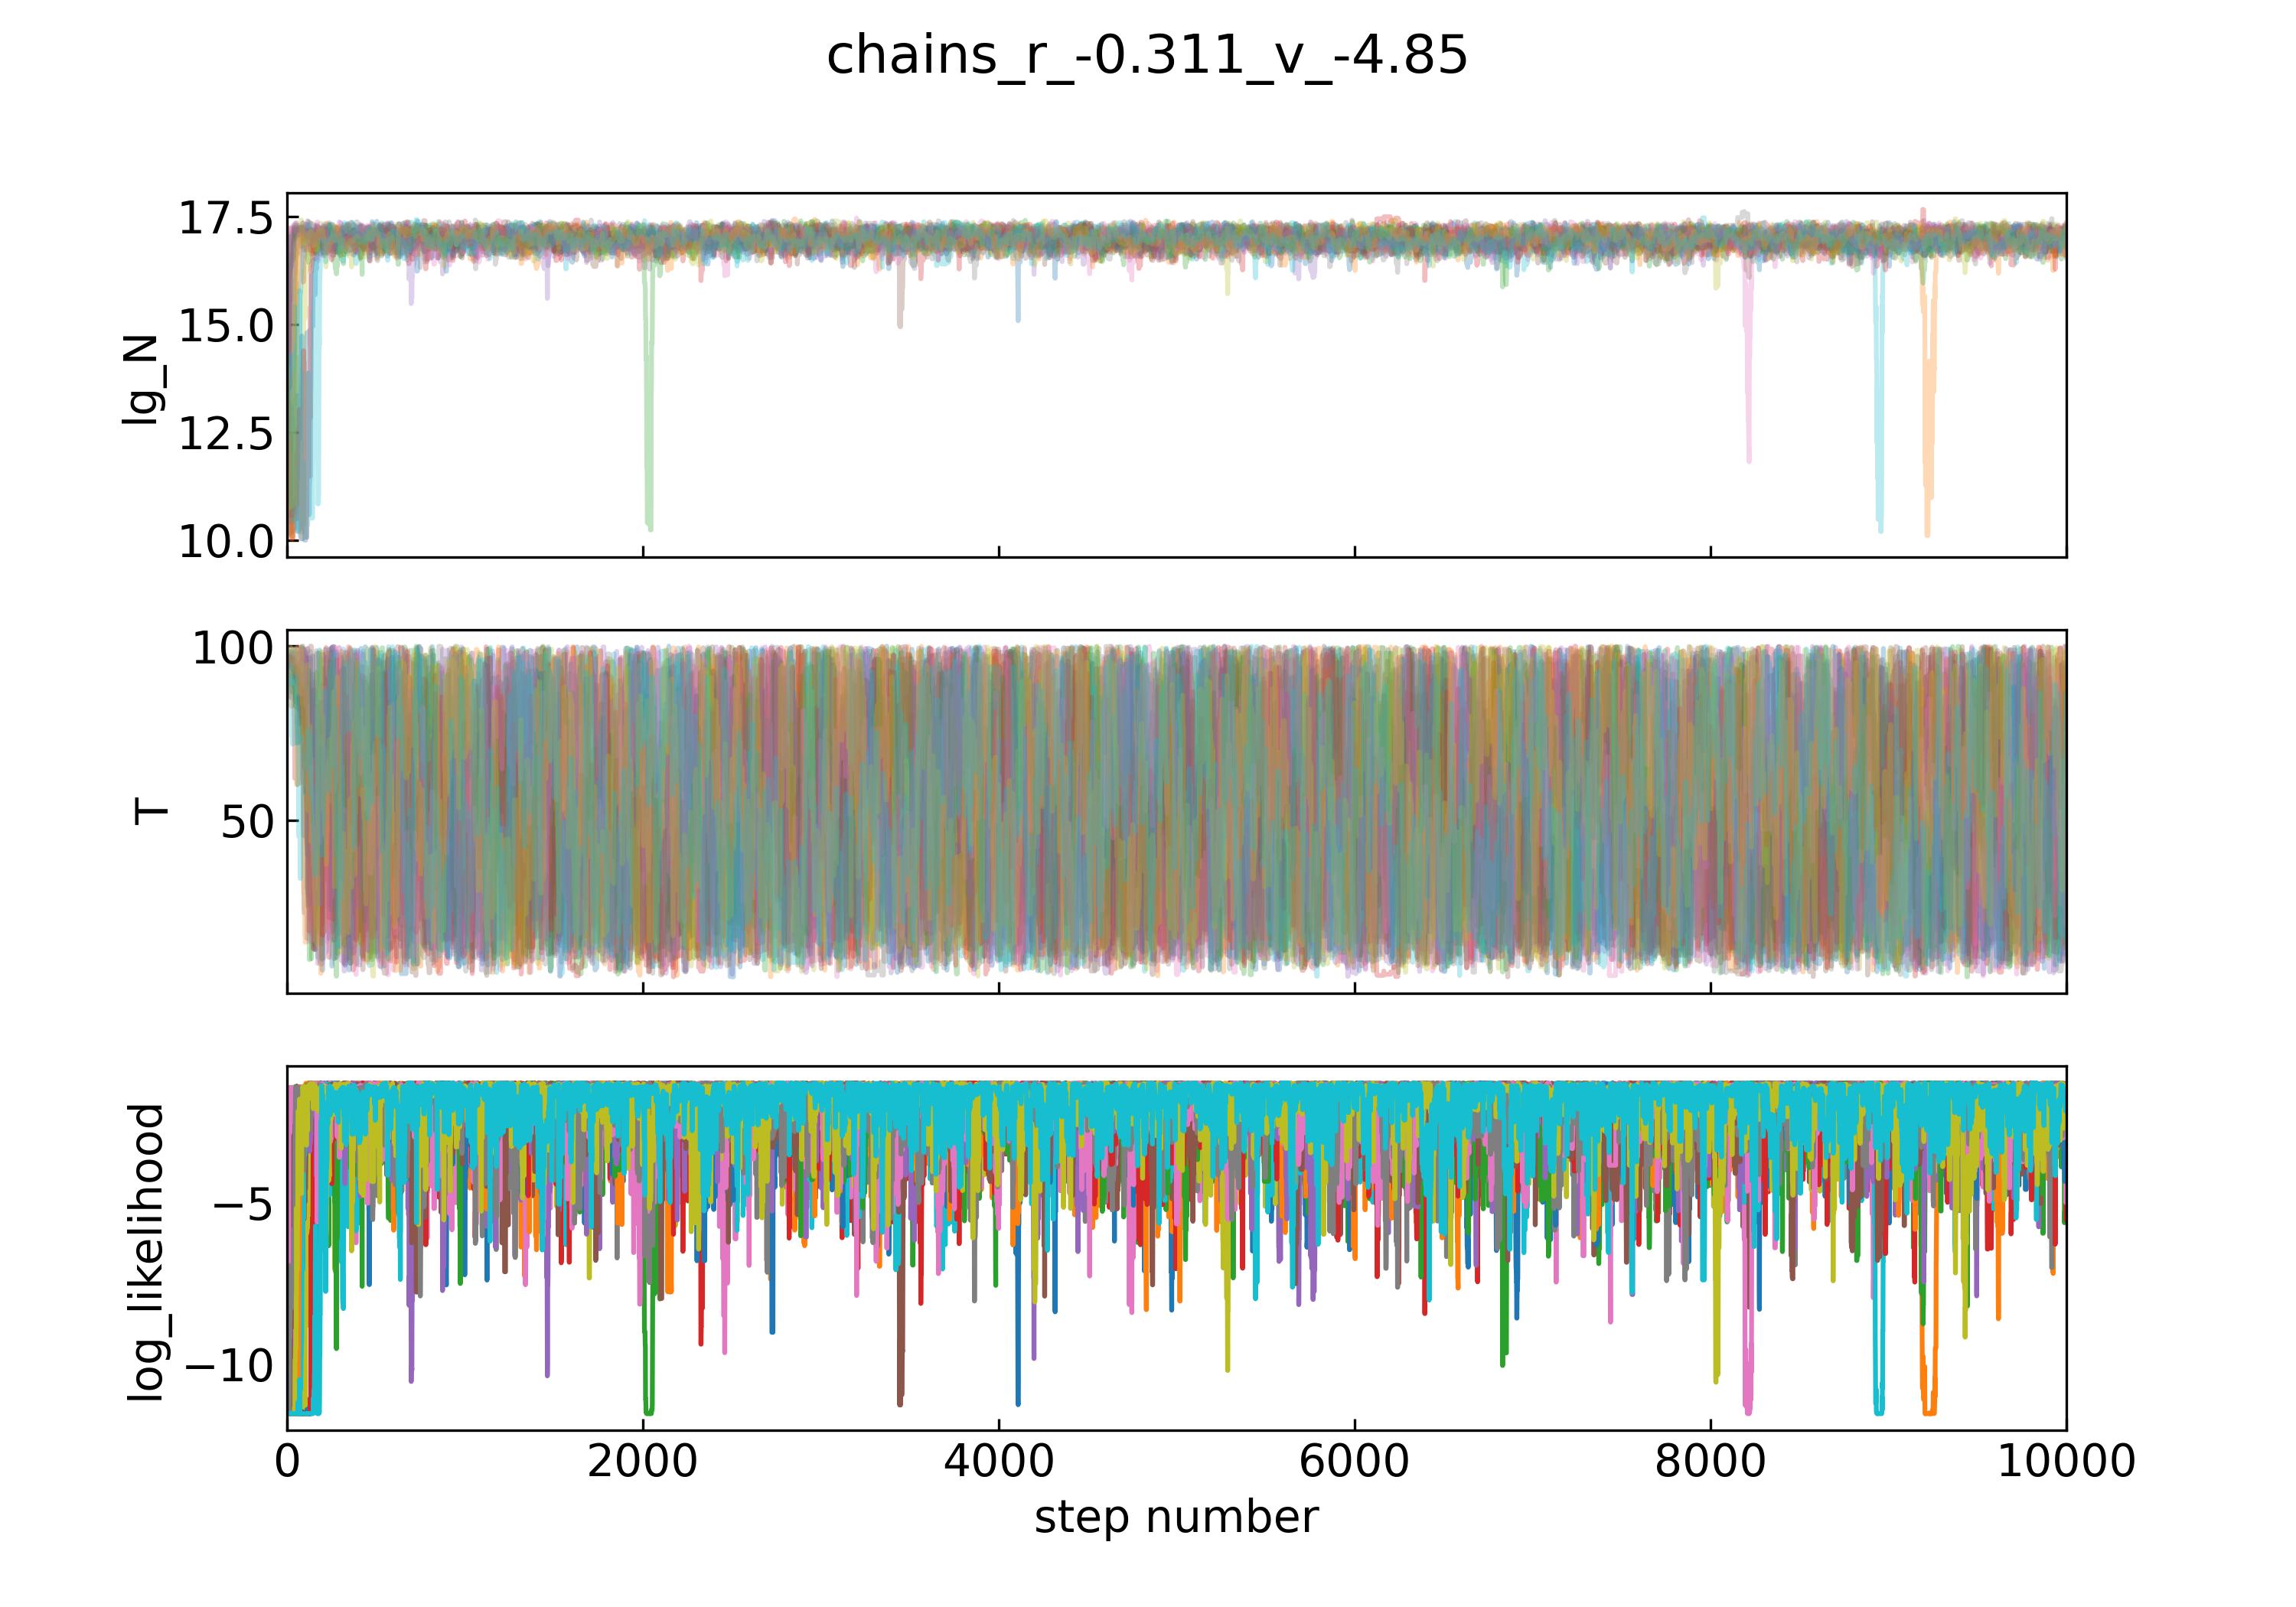 chains_r_-0.311_v_-4.85
17.5
15.0
12.5
10.0
lg_N
100
50
T
−5
−10
log_likelihood
0 2000 4000 6000 8000 10000
step number